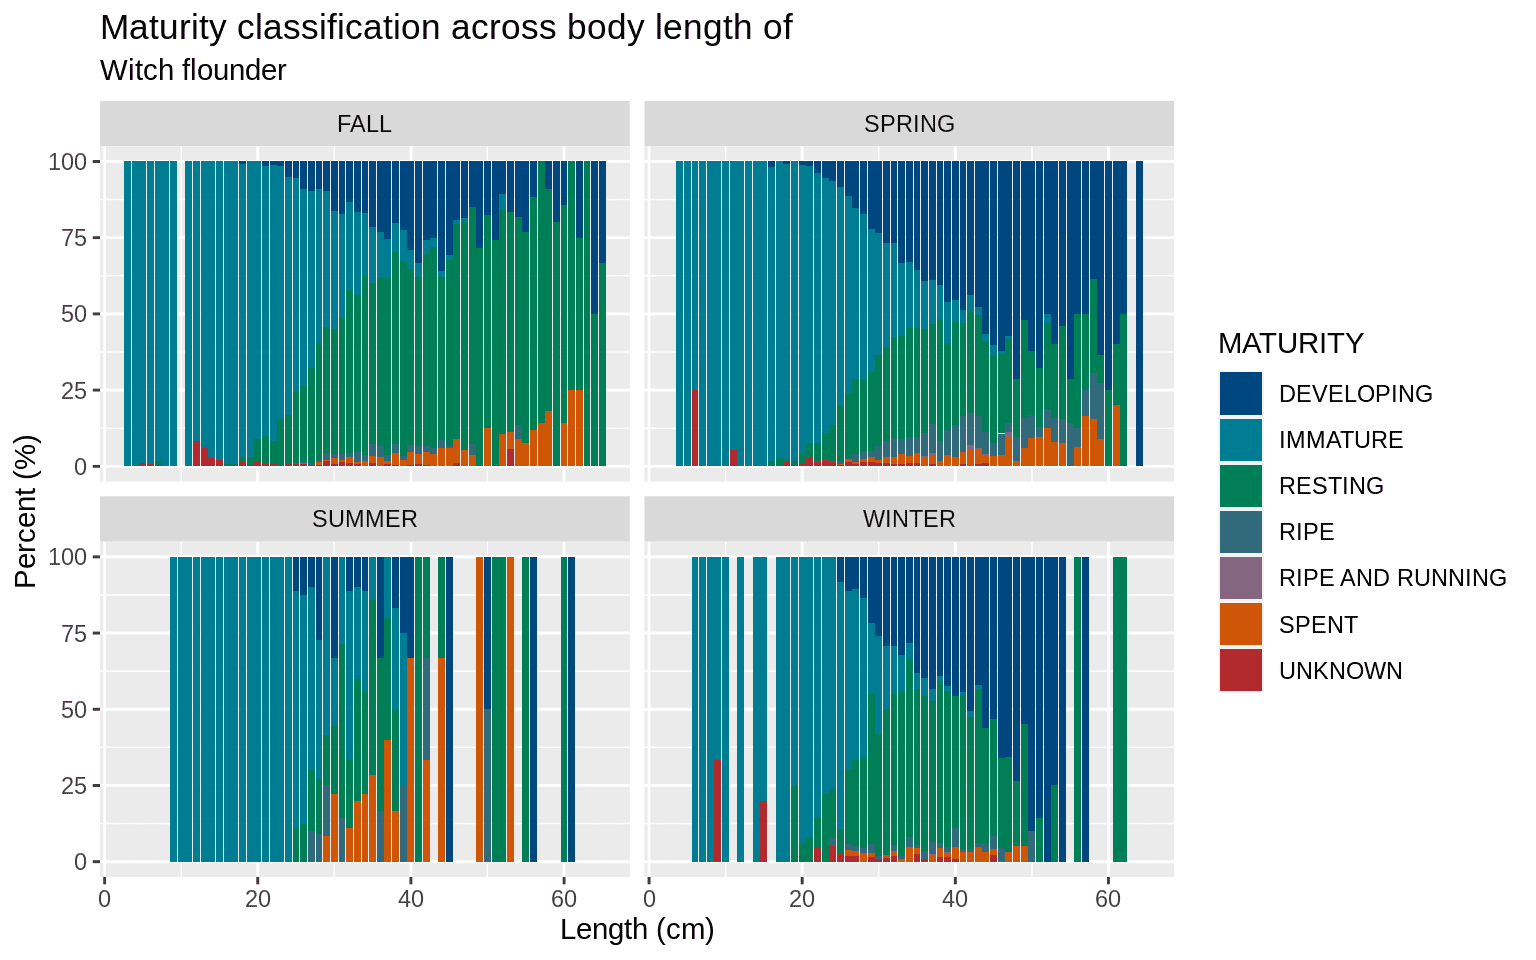 Maturity classification across body length of
Witch flounder
FALL
SPRING
100
75
50
25
0
SUMMER
WINTER
100
75
50
25
0
0 20 40 60
0 20 40 60
Length (cm)
Percent (%)
MATURITY
DEVELOPING
IMMATURE
RESTING
RIPE
RIPE AND RUNNING
SPENT
UNKNOWN